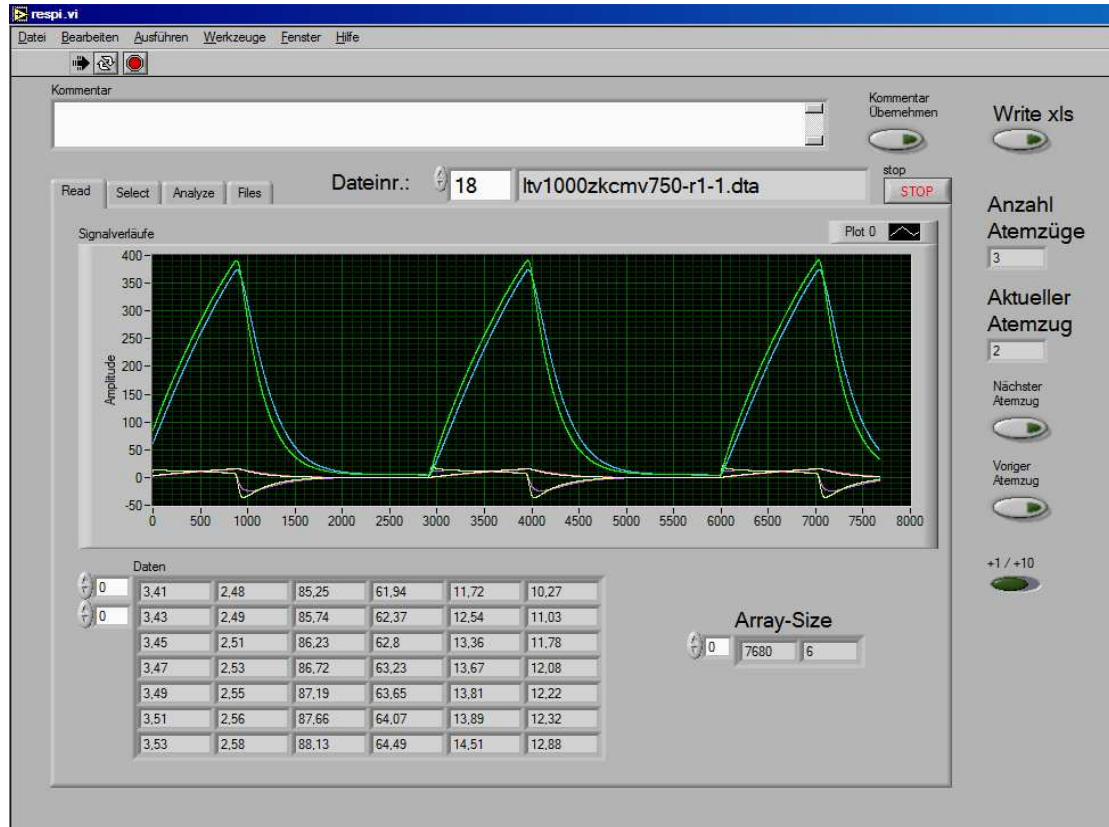 respi.vi
Datei Bearbeiten Ausführen Werkzeuge Fenster Hilfe
Kommentar
Kommentar
Übernehmen
Write xls
Read Select Analyze Files
Dateinr.: 18 ltv1000zkcmv750-r1-1.dta
stop
STOP
Anzahl
Atemzüge
3
Aktueller
Atemzug
2
Nächster
Atemzug
Voriger
Atemzug
+1 / +10
Signalverläufe
Plot 0
Amplitude
400
350
300
250
200
150
100
50
0
-50
0 500 1000 1500 2000 2500 3000 3500 4000 4500 5000 5500 6000 6500 7000 7500 8000
Daten
0 3,41 2,48 85,25 61,94 11,72 10,27
0 3,43 2,49 85,74 62,37 12,54 11,03
3,45 2,51 86,23 62,8 13,36 11,78
3,47 2,53 86,72 63,23 13,67 12,08
3,49 2,55 87,19 63,65 13,81 12,22
3,51 2,56 87,66 64,07 13,89 12,32
3,53 2,58 88,13 64,49 14,51 12,88
Array-Size
0 7680 6